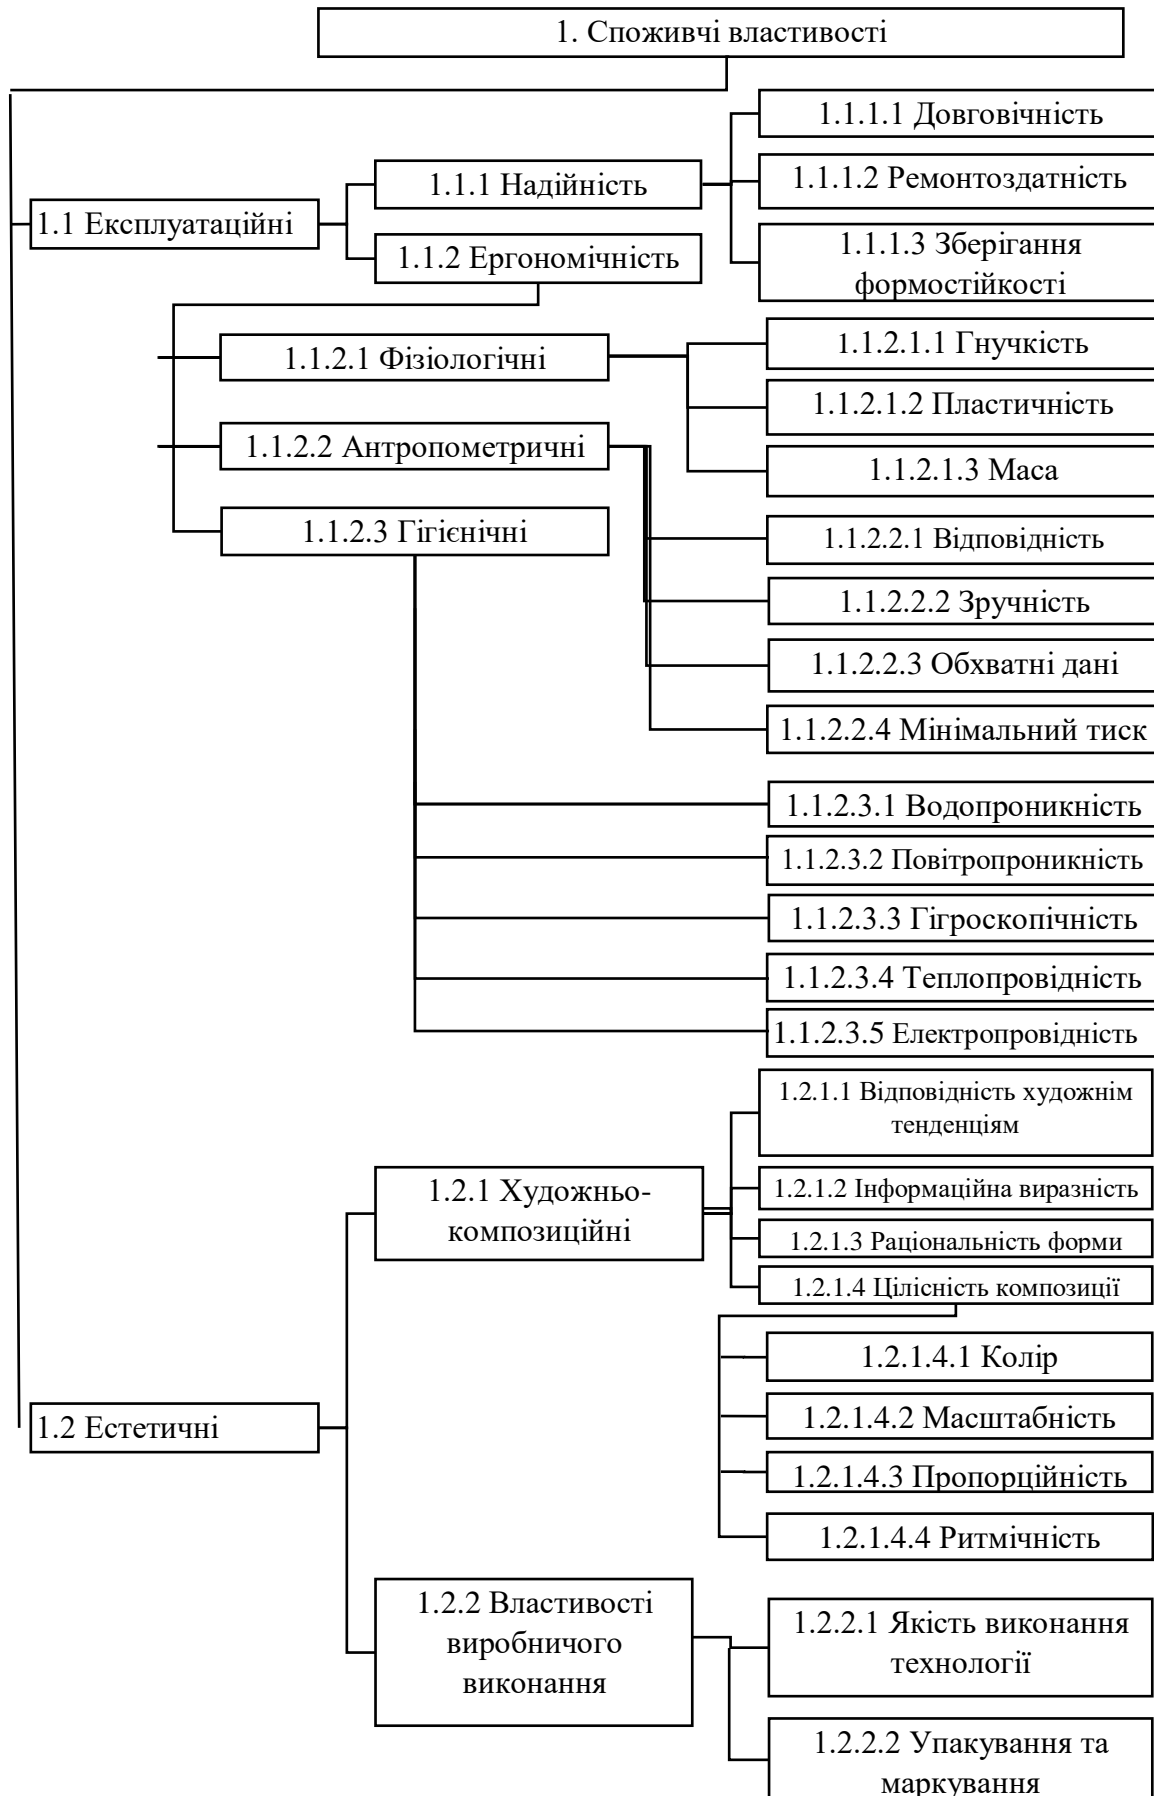 1. Споживчі властивості
1.1.1.1 Довговічність
1.1.1 Надійність
1.1.1.2 Ремонтоздатність
1.1 Експлуатаційні
1.1.2 Ергономічність
1.1.1.3 Зберігання
формостійкості
1.1.2.1 Фізіологічні
1.1.2.1.1 Гнучкість
1.1.2.1.2 Пластичність
1.1.2.2 Антропометричні
1.1.2.1.3 Маса
1.1.2.3 Гігієнічні
1.1.2.2.1 Відповідність
1.1.2.2.2 Зручність
1.1.2.2.3 Обхватні дані
1.1.2.2.4 Мінімальний тиск
1.1.2.3.1 Водопроникність
1.1.2.3.2 Повітропроникність
1.1.2.3.3 Гігроскопічність
1.1.2.3.4 Теплопровідність
1.1.2.3.5 Електропровідність
1.2.1.1 Відповідність художнім
тенденціям
1.2.1 Художньо-
композиційні
1.2.1.2 Інформаційна виразність
1.2.1.3 Раціональність форми
1.2.1.4 Цілісність композиції
1.2.1.4.1 Колір
1.2 Естетичні
1.2.1.4.2 Масштабність
1.2.1.4.3 Пропорційність
1.2.1.4.4 Ритмічність
1.2.2 Властивості
виробничого
виконання
1.2.2.1 Якість виконання
технології
1.2.2.2 Упакування та
маркування